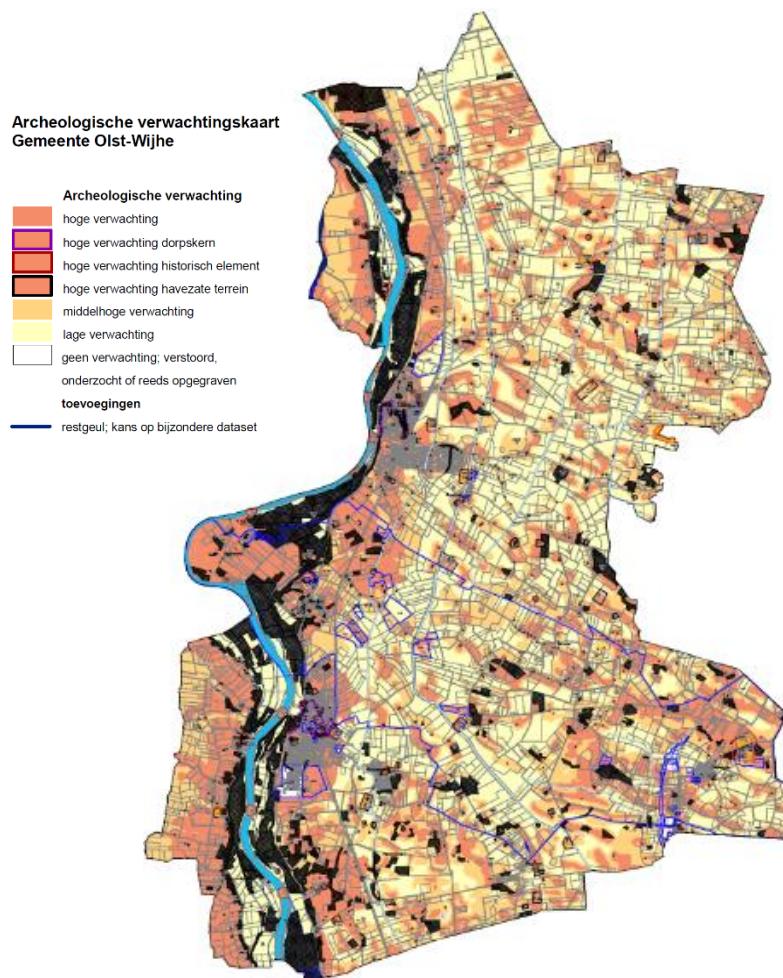 Archeologische verwachtingskaart
Gemeente Olst-Wijhe
Archeologische verwachting
hoge verwachting
hoge verwachting dorpskern
hoge verwachting historisch element
hoge verwachting havezate terrein
middelhoge verwachting
lage verwachting
geen verwachting; verstoord,
onderzocht of reeds opgegraven
toevoegingen
restgeul; kans op bijzondere dataset